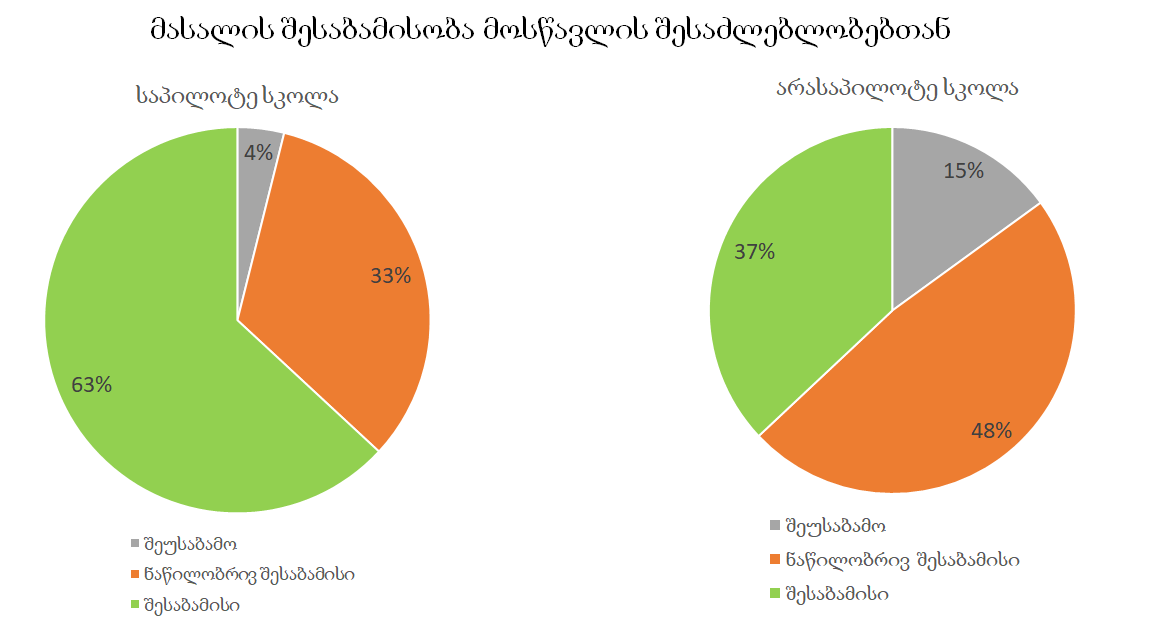 მასალის შესაბამისობა მოსწავლის შესაძლებლობებთან
საპილოტე სკოლა
4%
33%
63%
შეუსაბამო
ნაწილობრივ შესაბამისი
შესაბამისი
არასაპილოტე სკოლა
15%
37%
48%
შეუსაბამო
ნაწილობრივ შესაბამისი
შესაბამისი